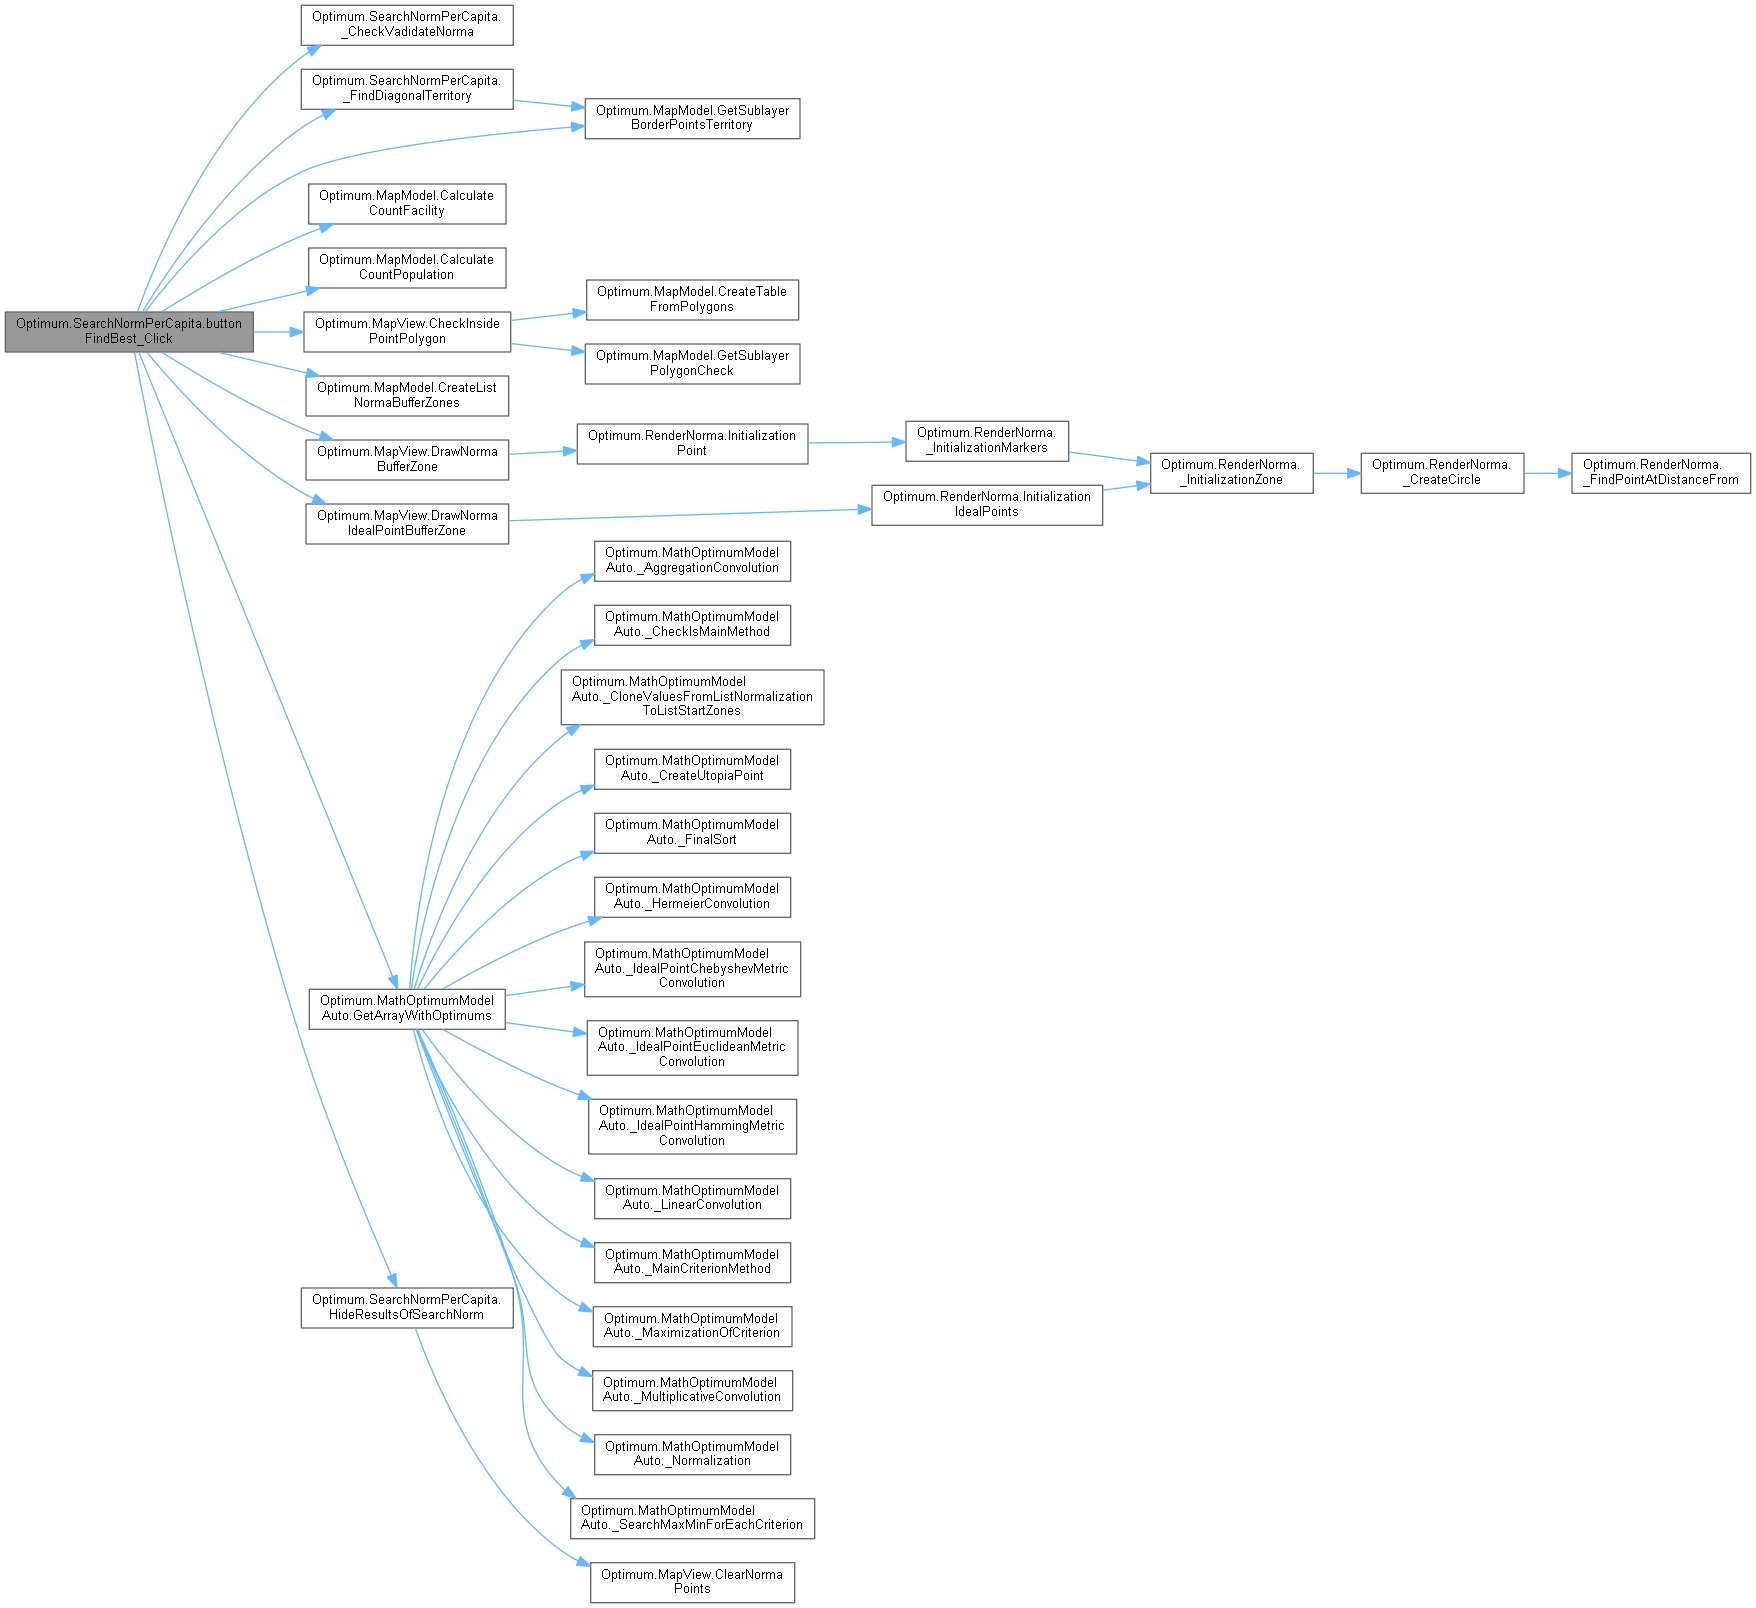 Optimum.SearchNormPerCapita.
_CheckVadidateNorma
Optimum.SearchNormPerCapita.
_FindDiagonalTerritory
Optimum.MapModel.GetSublayer
BorderPointsTerritory
Optimum.MapModel.Calculate
CountFacility
Optimum.MapModel.Calculate
CountPopulation
Optimum.SearchNormPerCapita.button
FindBest_Click
Optimum.MapView.CheckInside
PointPolygon
Optimum.MapModel.CreateTable
FromPolygons
Optimum.MapModel.GetSublayer
PolygonCheck
Optimum.MapModel.CreateList
NormaBufferZones
Optimum.MapView.DrawNorma
BufferZone
Optimum.RenderNorma.Initialization
Point
Optimum.RenderNorma.
_InitializationMarkers
Optimum.RenderNorma.
_InitializationZone
Optimum.RenderNorma.
_CreateCircle
Optimum.RenderNorma.
_FindPointAtDistanceFrom
Optimum.MapView.DrawNorma
IdealPointBufferZone
Optimum.RenderNorma.Initialization
IdealPoints
Optimum.MathOptimumModel
Auto._AggregationConvolution
Optimum.MathOptimumModel
Auto._CheckIsMainMethod
Optimum.MathOptimumModel
Auto._CloneValuesFromListNormalization
ToListStartZones
Optimum.MathOptimumModel
Auto._CreateUtopiaPoint
Optimum.MathOptimumModel
Auto._FinalSort
Optimum.MathOptimumModel
Auto._HermeierConvolution
Optimum.MathOptimumModel
Auto._IdealPointChebyshevMetric
Convolution
Optimum.MathOptimumModel
Auto.GetArrayWithOptimums
Optimum.MathOptimumModel
Auto._IdealPointEuclideanMetric
Convolution
Optimum.MathOptimumModel
Auto._IdealPointHammingMetric
Convolution
Optimum.MathOptimumModel
Auto._LinearConvolution
Optimum.MathOptimumModel
Auto._MainCriterionMethod
Optimum.SearchNormPerCapita.
HideResultsOfSearchNorm
Optimum.MathOptimumModel
Auto._MaximizationOfCriterion
Optimum.MathOptimumModel
Auto._MultiplicativeConvolution
Optimum.MathOptimumModel
Auto._Normalization
Optimum.MathOptimumModel
Auto._SearchMaxMinForEachCriterion
Optimum.MapView.ClearNorma
Points